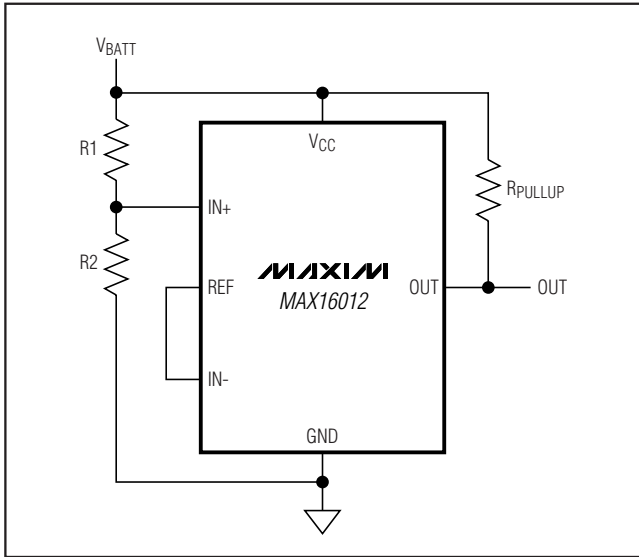 VBATT
R1
VCC
RPULLUP
IN+
R2
MAXIM
MAX16012
REF
OUT
OUT
IN-
GND